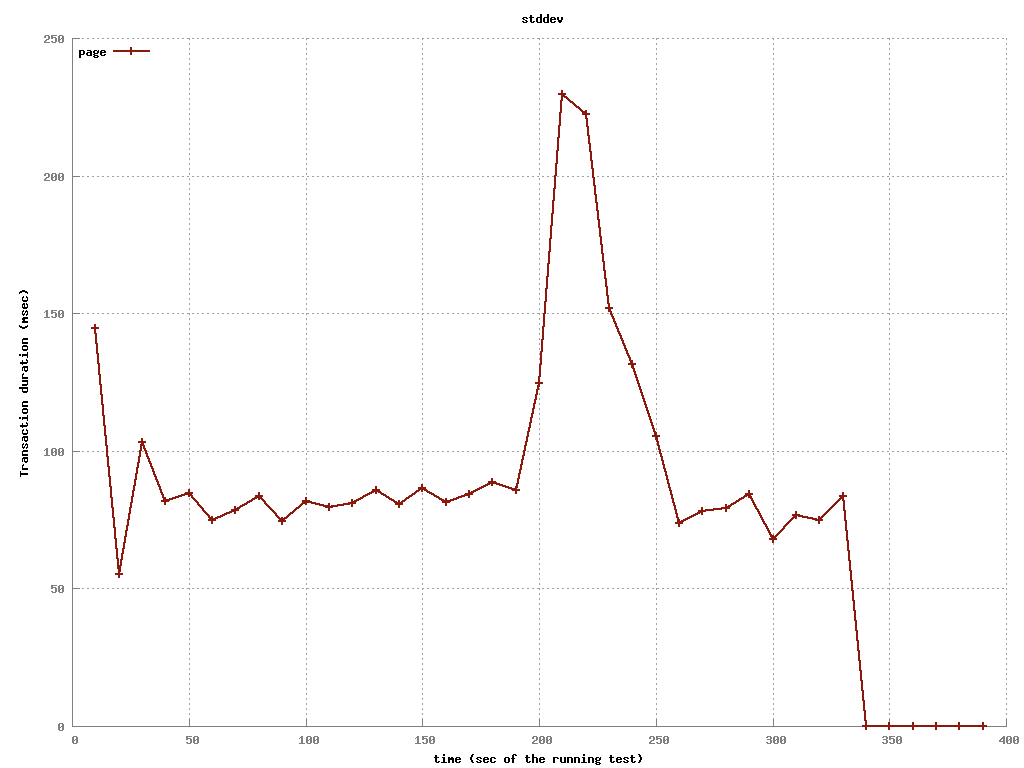 stddev
250
page
200
150
100
50
0
Transaction duration (msec)
0 50 100 150 200 250 300 350 400
time (sec of the running test)